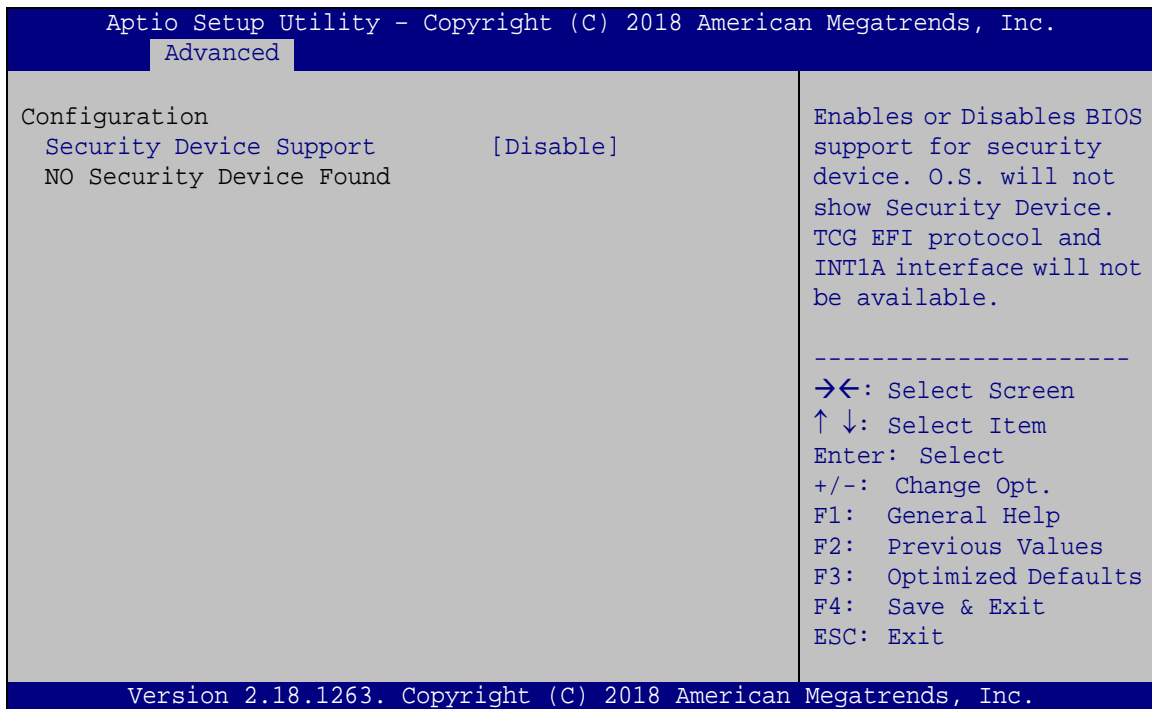 Aptio Setup Utility – Copyright (C) 2018 American Megatrends, Inc.
Advanced
Configuration
Security Device Support [Disable]
NO Security Device Found
Enables or Disables BIOS
support for security
device. O.S. will not
show Security Device.
TCG EFI protocol and
INT1A interface will not
be available.
----------------------
→←: Select Screen
↑ ↓: Select Item
Enter: Select
+/-: Change Opt.
F1: General Help
F2: Previous Values
F3: Optimized Defaults
F4: Save & Exit
ESC: Exit
Version 2.18.1263. Copyright (C) 2018 American Megatrends, Inc.